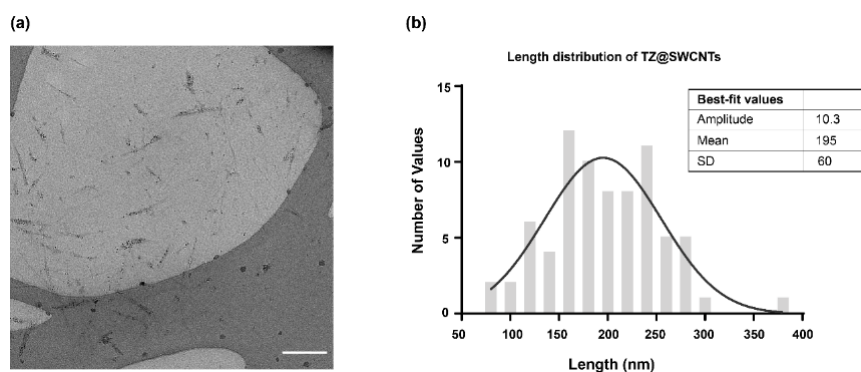 (a)
(b)
Length distribution of TZ@SWCNTs
Number of Values
15
10
5
0
Best-fit values
Amplitude 10.3
Mean 195
SD 60
50 100 150 200 250 300 350 400
Length (nm)